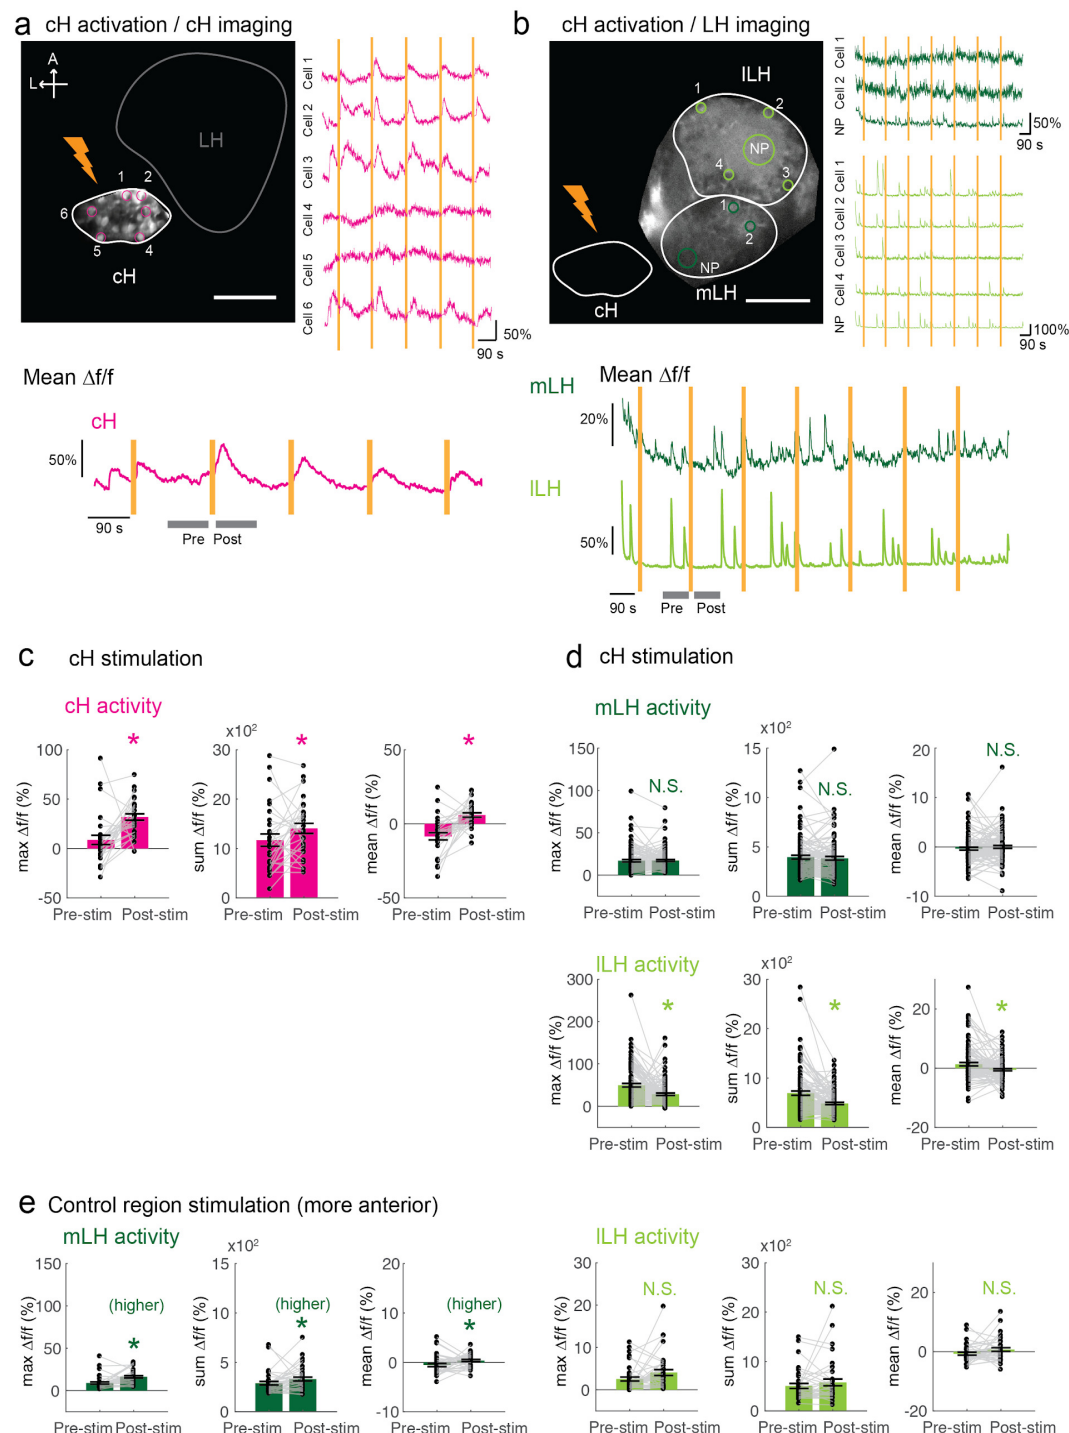 a cH activation / cH imaging
A
L
LH
1 2
6
5 4
cH
Cell 1
Cell 2
Cell 3
Cell 4
Cell 5
Cell 6
50%
90 s
Mean Δf/f
cH
50%
90 s
Pre Post
b cH activation / LH imaging
lLH
1
2
NP
4
3
1
2
NP
mLH
cH
Cell 1
Cell 2
NP
50%
90 s
Cell 1
Cell 2
Cell 3
Cell 4
NP
100%
90 s
Mean Δf/f
mLH
20%
lLH
50%
90 s
Pre Post
c cH stimulation
cH activity
max Δf/f (%)
100
50
0
-50
*
Pre-stim Post-stim
x10²
sum Δf/f (%)
30
20
10
0
*
Pre-stim Post-stim
mean Δf/f (%)
50
0
-50
*
Pre-stim Post-stim
d cH stimulation
mLH activity
max Δf/f (%)
150
100
50
0
N.S.
Pre-stim Post-stim
x10²
sum Δf/f (%)
15
10
5
0
N.S.
Pre-stim Post-stim
mean Δf/f (%)
20
10
0
-10
N.S.
Pre-stim Post-stim
lLH activity
max Δf/f (%)
300
200
100
0
*
Pre-stim Post-stim
x10²
sum Δf/f (%)
30
20
10
0
*
Pre-stim Post-stim
mean Δf/f (%)
20
0
-20
*
Pre-stim Post-stim
e Control region stimulation (more anterior)
mLH activity
max Δf/f (%)
150
100
50
0
(higher)
*
Pre-stim Post-stim
x10²
sum Δf/f (%)
15
10
5
0
(higher)
*
Pre-stim Post-stim
mean Δf/f (%)
20
10
0
-10
(higher)
*
Pre-stim Post-stim
lLH activity
max Δf/f (%)
30
20
10
0
N.S.
Pre-stim Post-stim
x10²
sum Δf/f (%)
30
20
10
0
N.S.
Pre-stim Post-stim
mean Δf/f (%)
20
0
-20
N.S.
Pre-stim Post-stim